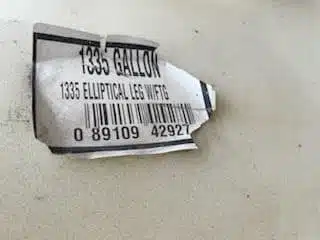 1335 GALLON
1335 ELLIPTICAL LEG W/FTG
0 89109 42927